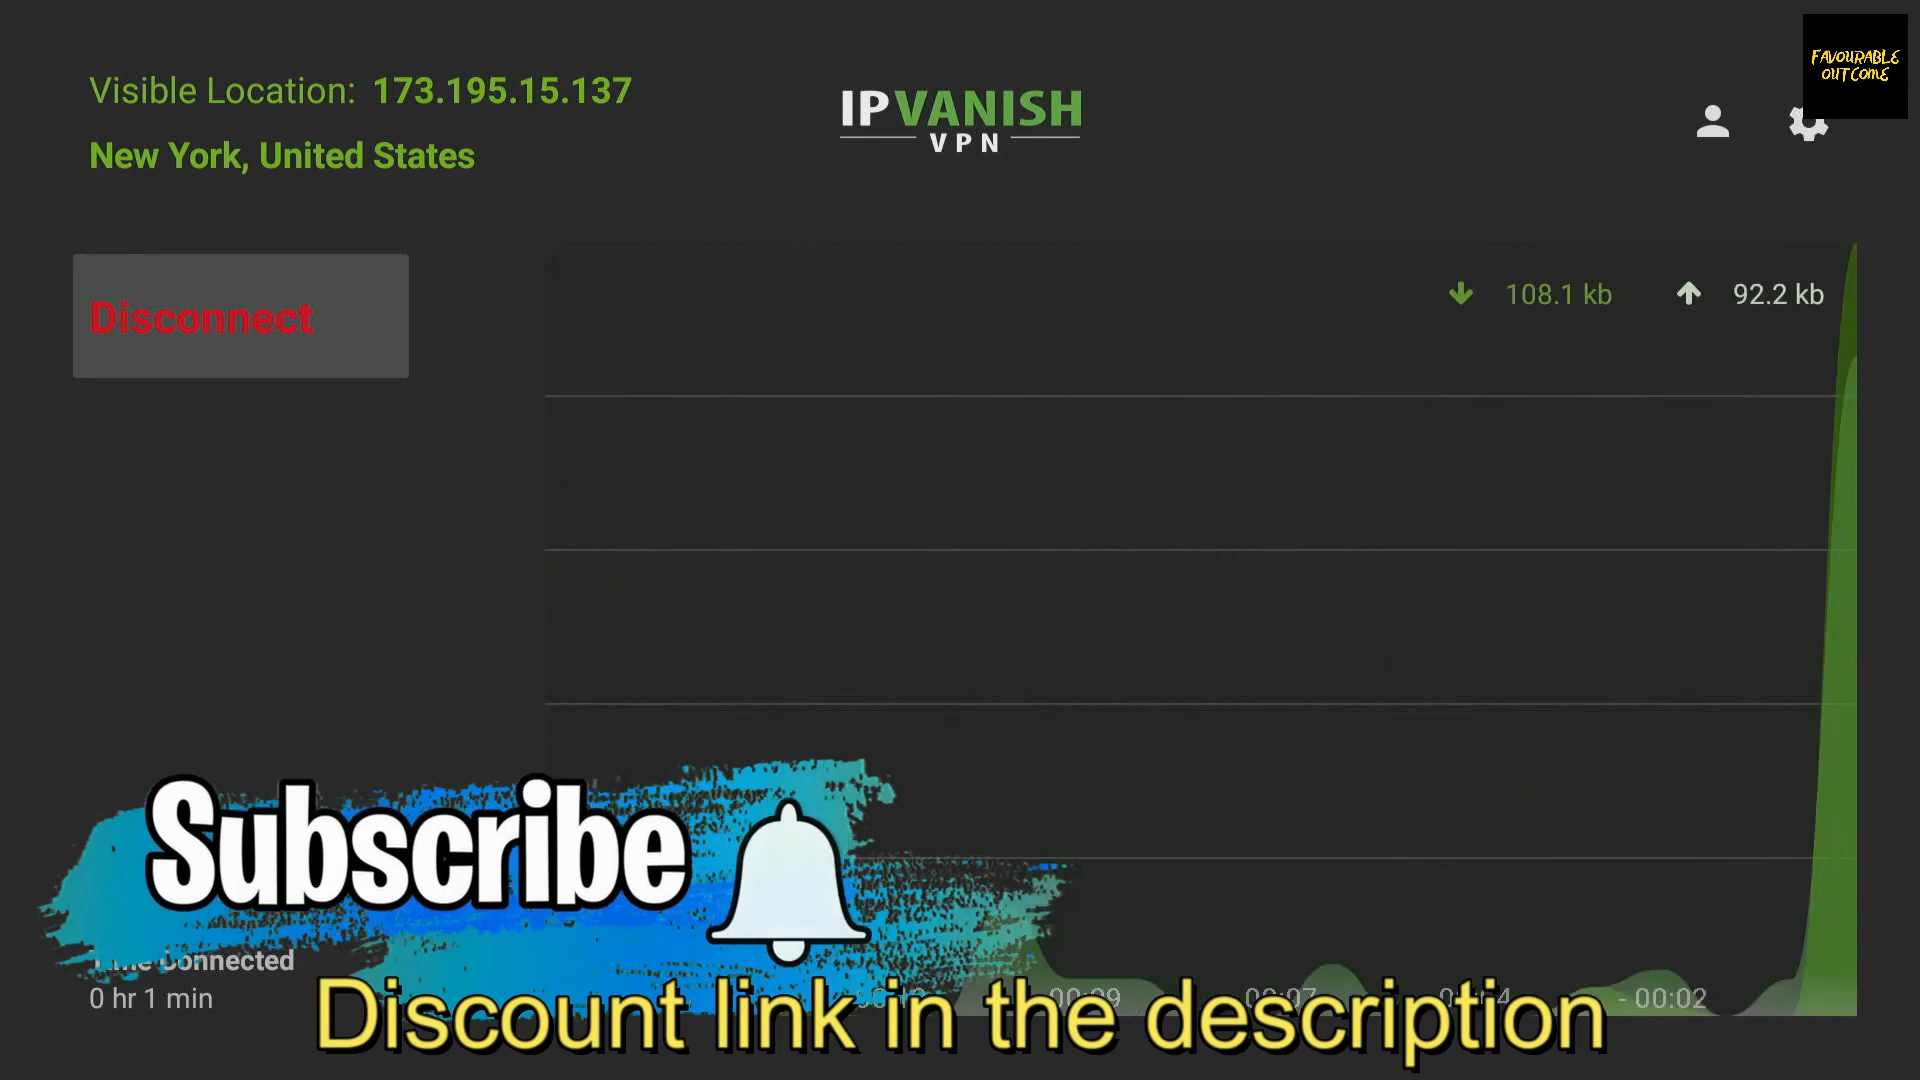 FAVOURABLE
OUTCOME
Visible Location: 173.195.15.137
New York, United States
IPVANISH
VPN
Disconnect
108.1 kb
92.2 kb
Subscribe
Connected
0 hr 1 min
- 00:02
Discount link in the description